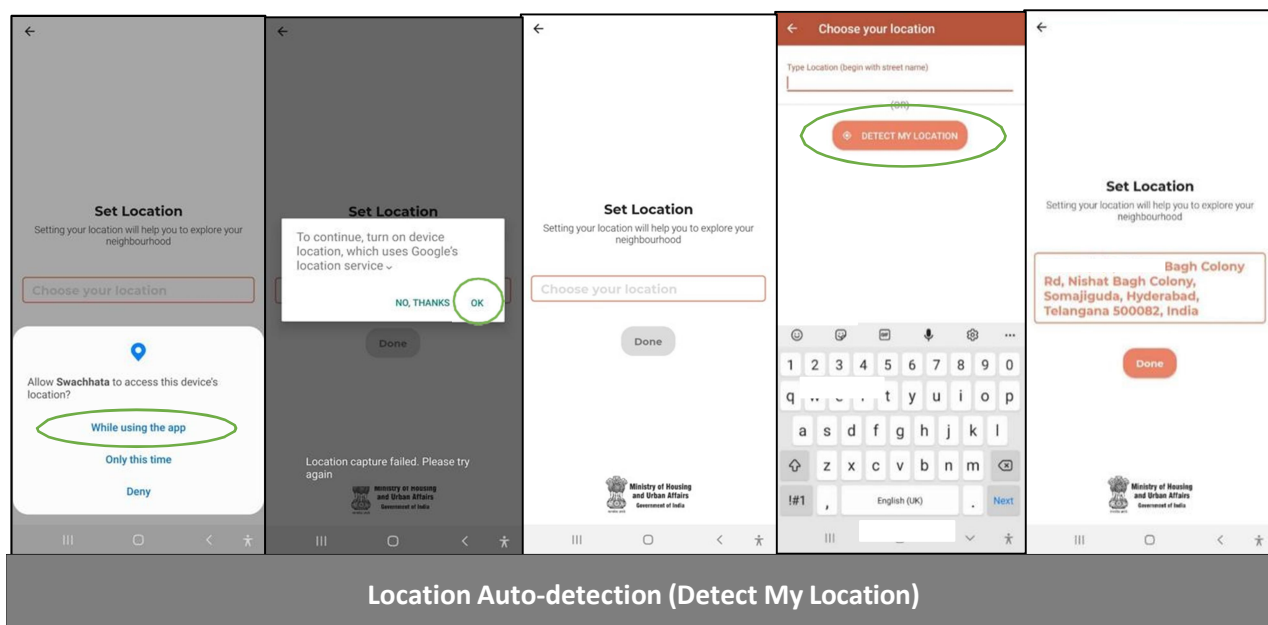 Set Location
Setting your location will help you to explore your
neighbourhood
Choose your location
Allow Swachhata to access this device's
location?
While using the app
Only this time
Deny
Set Location
To continue, turn on device
location, which uses Google's
location service
NO, THANKS OK
Done
Location capture failed. Please try
again
Ministry of Housing
and Urban Affairs
Government of India
Set Location
Setting your location will help you to explore your
neighbourhood
Choose your location
Done
Ministry of Housing
and Urban Affairs
Government of India
Choose your location
Type Location (begin with street name)
(OR)
DETECT MY LOCATION
GIF
1 2 3 4 5 6 7 8 9 0
q t y u i o p
a s d f g h j k l
z x c v b n m
!#1 , English (UK) . Next
Set Location
Setting your location will help you to explore your
neighbourhood
Bagh Colony
Rd, Nishat Bagh Colony,
Somajiguda, Hyderabad,
Telangana 500082, India
Done
Ministry of Housing
and Urban Affairs
Government of India
Location Auto-detection (Detect My Location)